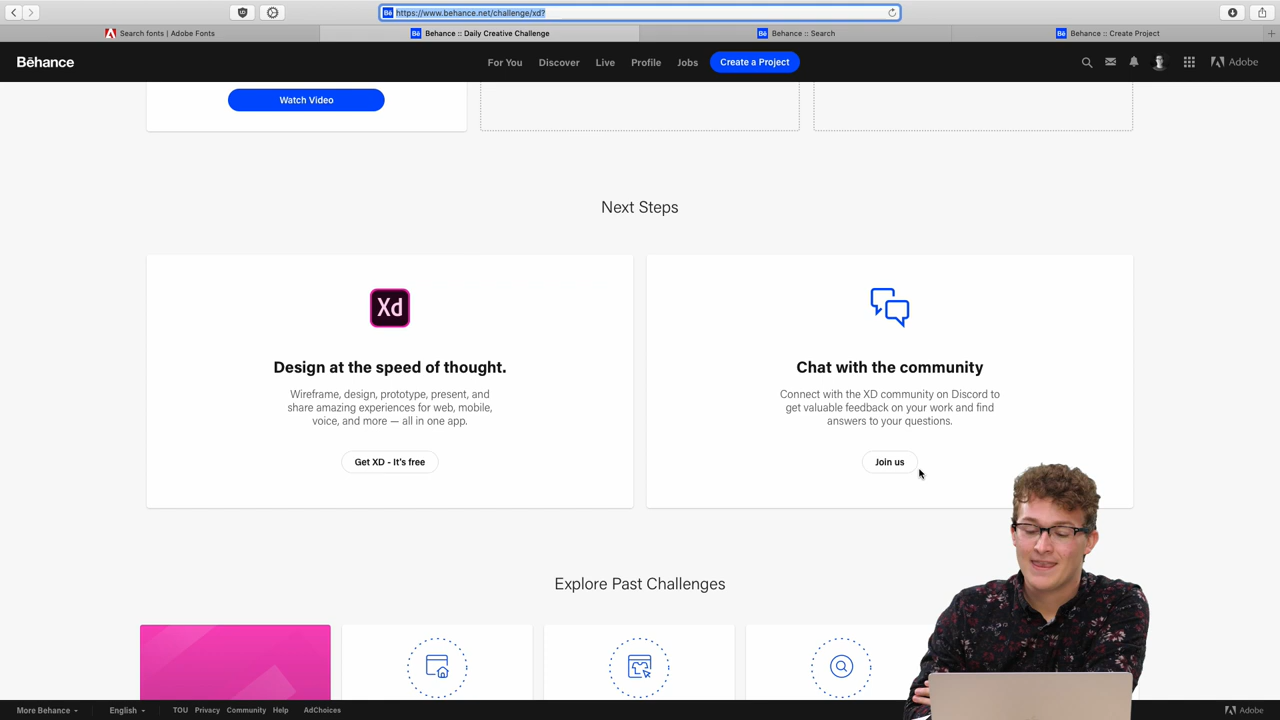 https://www.behance.net/challenge/xd?
Search fonts | Adobe Fonts
Behance :: Daily Creative Challenge
Behance :: Search
Behance :: Create Project
Bēhance
For You
Discover
Live
Profile
Jobs
Create a Project
Adobe
Watch Video
Next Steps
Xd
Design at the speed of thought.
Wireframe, design, prototype, present, and
share amazing experiences for web, mobile,
voice, and more — all in one app.
Get XD - It's free
Chat with the community
Connect with the XD community on Discord to
get valuable feedback on your work and find
answers to your questions.
Join us
Explore Past Challenges
More Behance
English
TOU
Privacy
Community
Help
AdChoices
Adobe